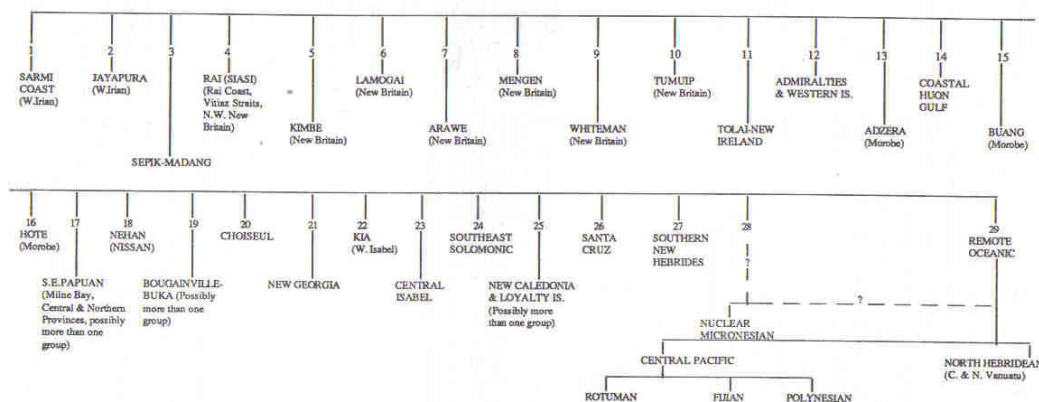 1
SARMI
COAST
(W.Irian)
2
JAYAPURA
(W.Irian)
3
SEPIK-MADANG
4
RAI (SIASI)
(Rai Coast,
Vitiaz Straits,
N.W. New
Britain)
5
KIMBE
(New Britain)
6
LAMOGAI
(New Britain)
7
ARAWE
(New Britain)
8
MENGEN
(New Britain)
9
WHITEMAN
(New Britain)
10
TUMUIP
(New Britain)
11
TOLAI-NEW
IRELAND
12
ADMIRALTIES
& WESTERN IS.
13
ADZERA
(Morobe)
14
COASTAL
HUON
GULF
15
BUANG
(Morobe)
16
HOTE
(Morobe)
17
S.E.PAPUAN
(Milne Bay,
Central & Northern
Provinces, possibly
more than one
group)
18
NEHAN
(NISSAN)
19
BOUGAINVILLE-
BUKA (Possibly
more than one
group)
20
CHOISEUL
21
NEW GEORGIA
22
KIA
(W. Isabel)
23
CENTRAL
ISABEL
24
SOUTHEAST
SOLOMONIC
25
NEW CALEDONIA
& LOYALTY IS.
(Possibly more
than one group)
26
SANTA
CRUZ
27
SOUTHERN
NEW
HEBRIDES
28
?
?
NUCLEAR
MICRONESIAN
29
REMOTE
OCEANIC
CENTRAL PACIFIC
NORTH HEBRIDEAN
(C. & N. Vanuatu)
ROTUMAN
FIJIAN
POLYNESIAN